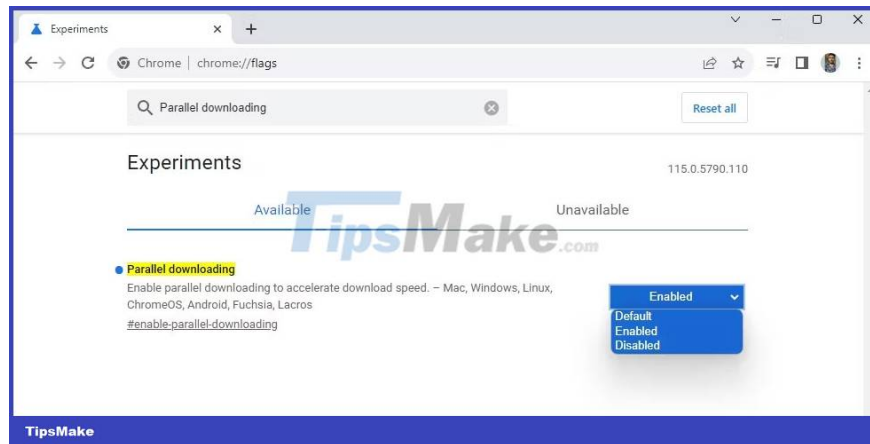 Experiments
Chrome | chrome://flags
Parallel downloading
Reset all
Experiments
115.0.5790.110
Available
Unavailable
TipsMake.com
Parallel downloading
Enable parallel downloading to accelerate download speed. – Mac, Windows, Linux,
ChromeOS, Android, Fuchsia, Lacros
#enable-parallel-downloading
Enabled
Default
Enabled
Disabled
TipsMake